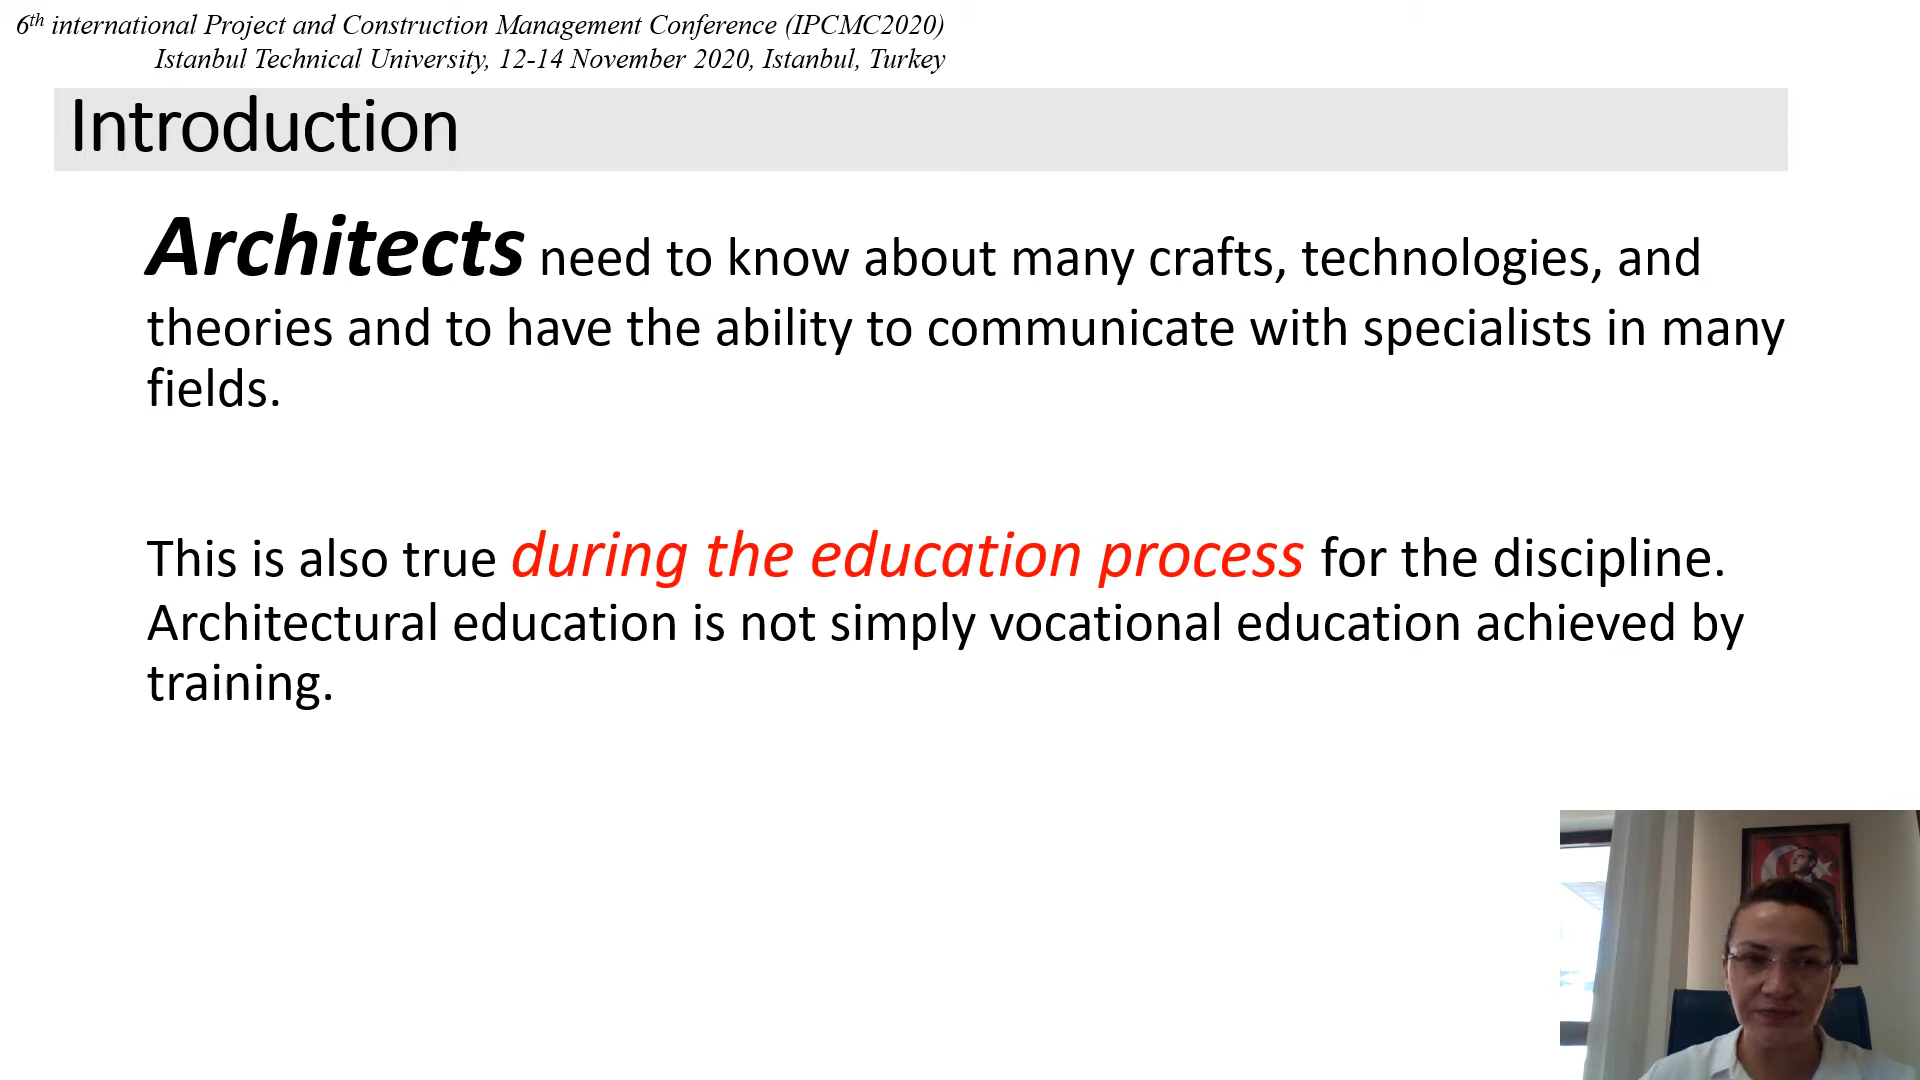 6th international Project and Construction Management Conference (IPCMC2020)
Istanbul Technical University, 12-14 November 2020, Istanbul, Turkey
Introduction
Architects need to know about many crafts, technologies, and
theories and to have the ability to communicate with specialists in many
fields.
This is also true during the education process for the discipline.
Architectural education is not simply vocational education achieved by
training.